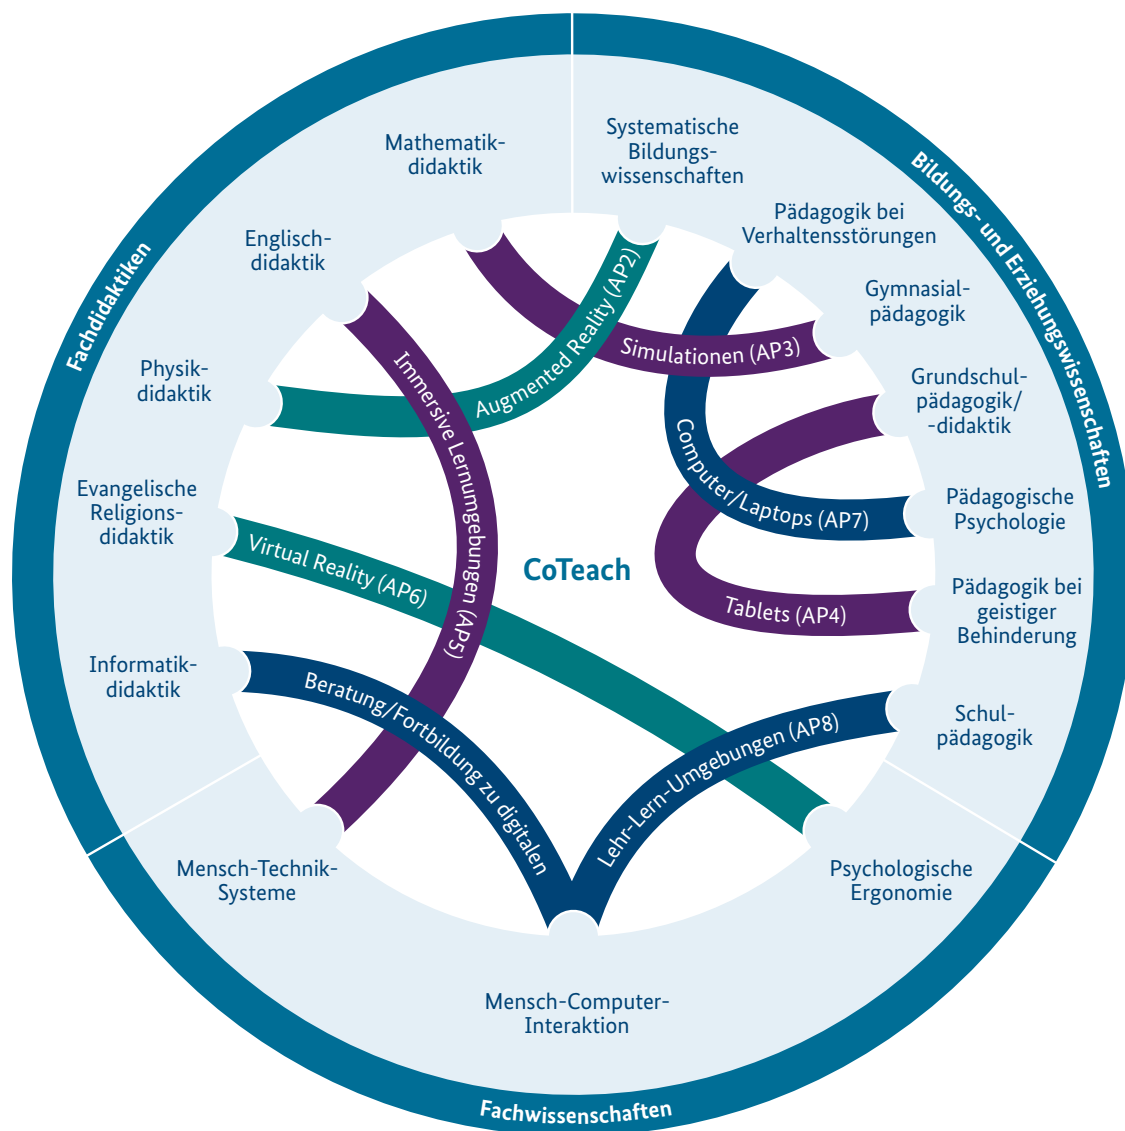 Fachdidaktiken
Bildungs- und Erziehungswissenschaften
Fachwissenschaften
Mathematik-
didaktik
Englisch-
didaktik
Physik-
didaktik
Evangelische
Religions-
didaktik
Informatik-
didaktik
Systematische
Bildungs-
wissenschaften
Pädagogik bei
Verhaltensstörungen
Gymnasial-
pädagogik
Grundschul-
pädagogik/
-didaktik
Pädagogische
Psychologie
Pädagogik bei
geistiger
Behinderung
Schul-
pädagogik
Mensch-Technik-
Systeme
Mensch-Computer-
Interaktion
Psychologische
Ergonomie
Augmented Reality (AP2)
Simulationen (AP3)
Immersive Lernumgebungen (AP5)
Computer/Laptops (AP7)
Virtual Reality (AP6)
CoTeach
Tablets (AP4)
Beratung/Fortbildung zu digitalen
Lehr-Lern-Umgebungen (AP8)